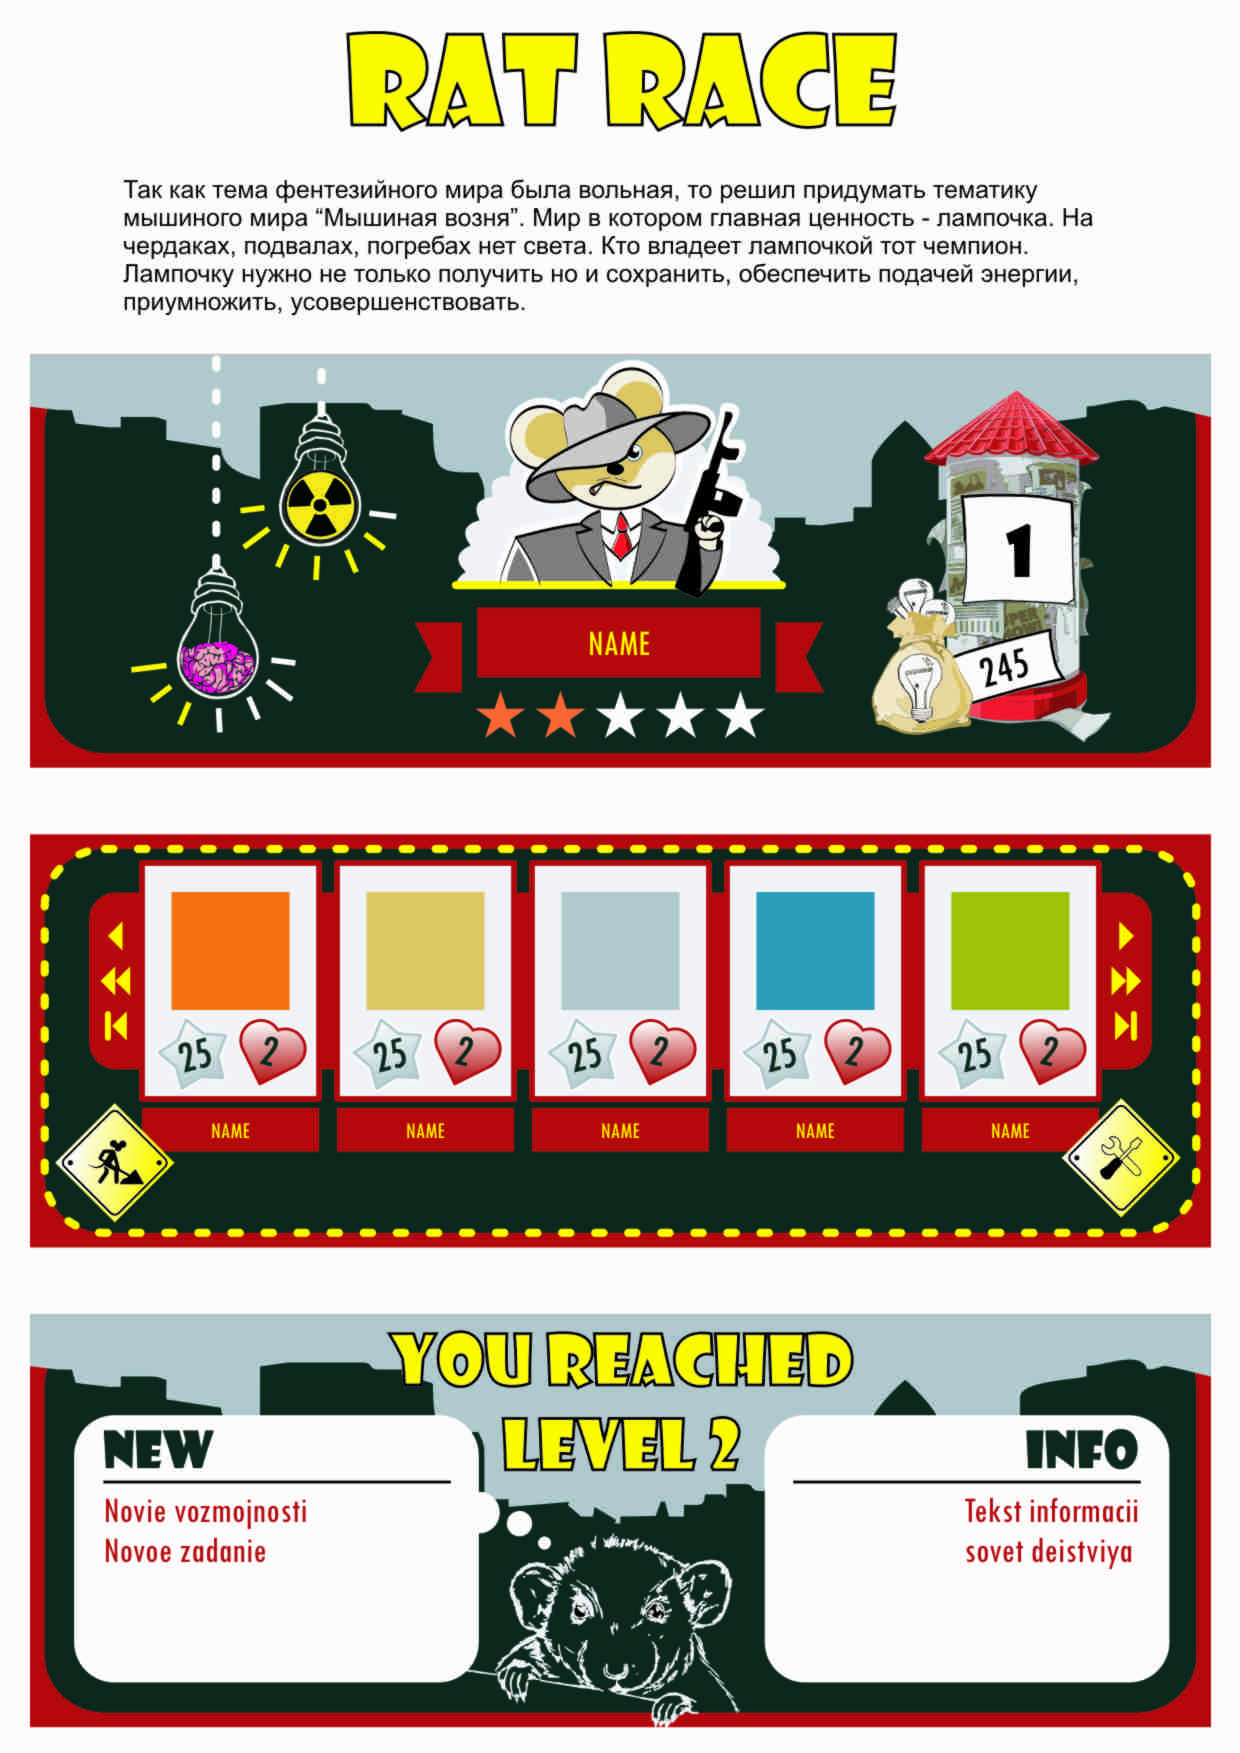 RAT RACE
Так как тема фентезийного мира была вольная, то решил придумать тематику
мышиного мира “Мышиная возня”. Мир в котором главная ценность - лампочка. На
чердаках, подвалах, погребах нет света. Кто владеет лампочкой тот чемпион.
Лампочку нужно не только получить но и сохранить, обеспечить подачей энергии,
приумножить, усовершенствовать.
1
NAME
245
25 2 25 2 25 2 25 2 25 2
NAME NAME NAME NAME NAME
YOU REACHED
LEVEL 2
NEW
Novie vozmojnosti
Novoe zadanie
INFO
Tekst informacii
sovet deistviya